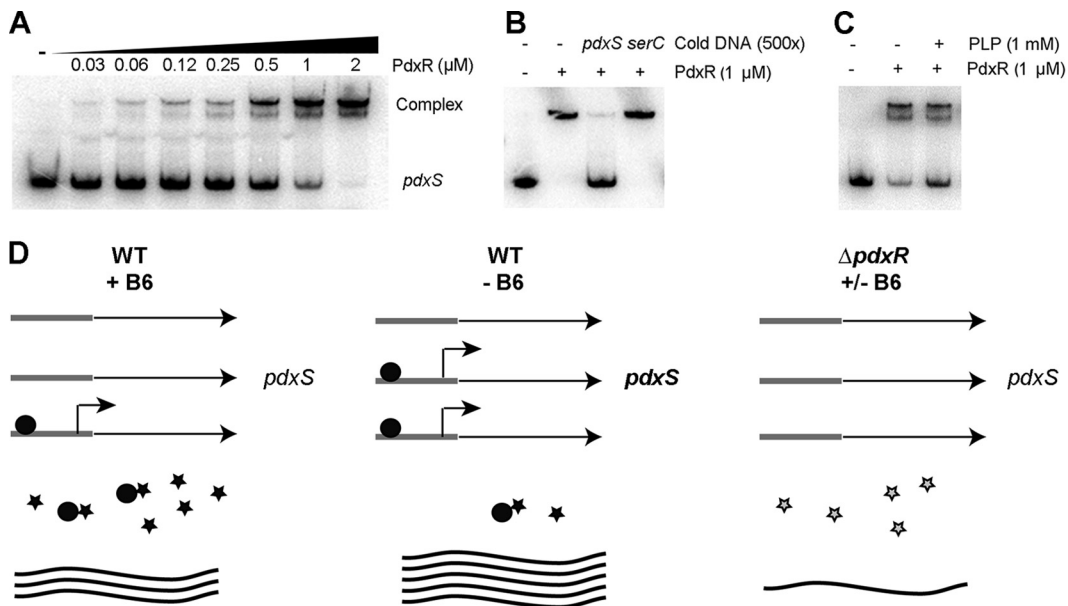 A
-
0.03 0.06 0.12 0.25 0.5 1 2 PdxR (μM)
Complex
pdxS
B
- - pdxS serC Cold DNA (500x)
- + + + PdxR (1 μM)
C
- - + PLP (1 mM)
- + + PdxR (1 μM)
D
WT
+ B6
pdxS
WT
- B6
pdxS
ΔpdxR
+/- B6
pdxS